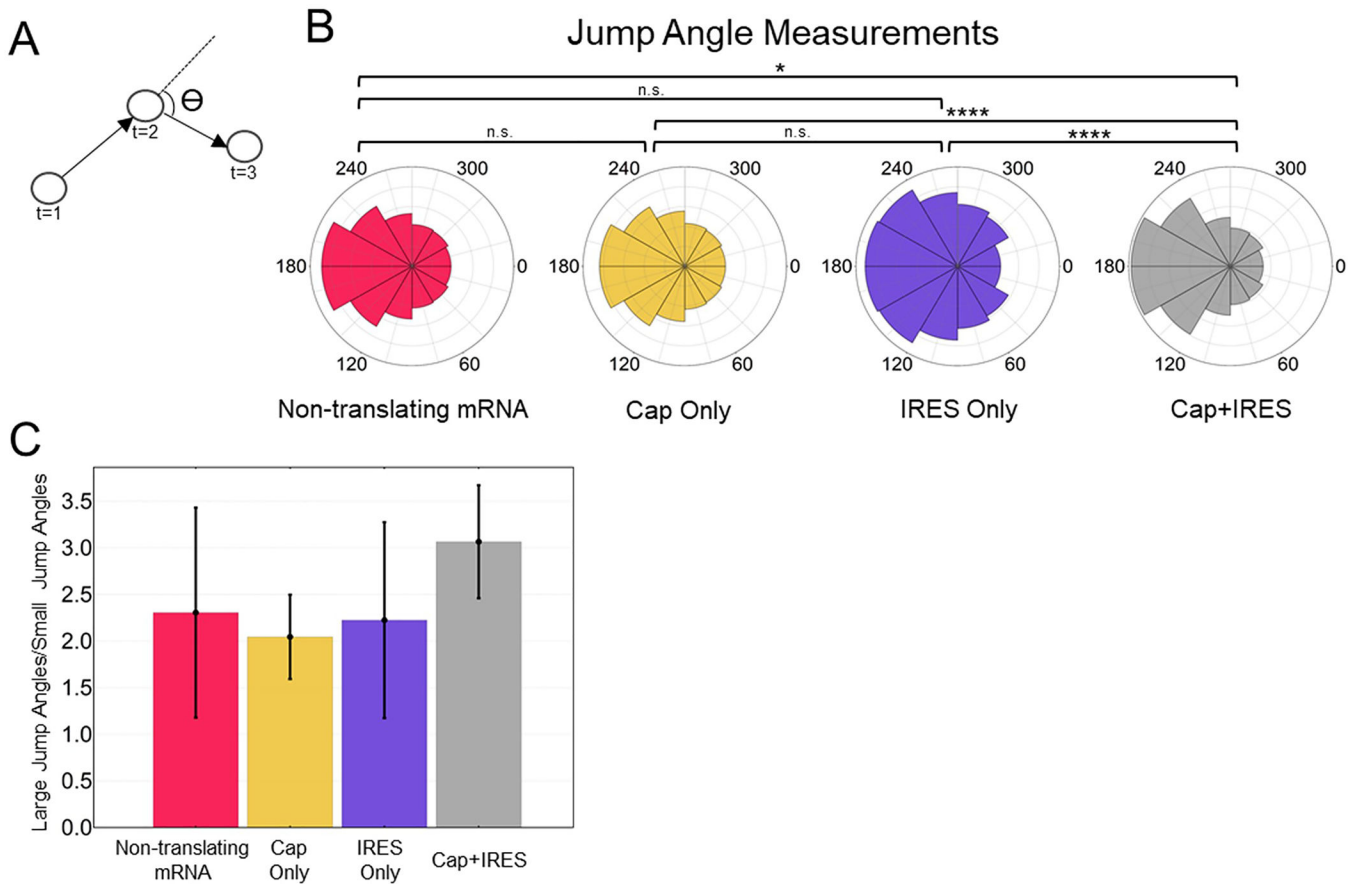 A
t=1
t=2
Ɵ
t=3
B
Jump Angle Measurements
*
n.s.
****
n.s.
n.s.
****
240
300
180
0
120
60
Non-translating mRNA
240
300
180
0
120
60
Cap Only
240
300
180
0
120
60
IRES Only
240
300
180
0
120
60
Cap+IRES
C
Large Jump Angles/Small Jump Angles
3.5
3.0
2.5
2.0
1.5
1.0
0.5
0.0
Non-translating
mRNA
Cap
Only
IRES
Only
Cap+IRES